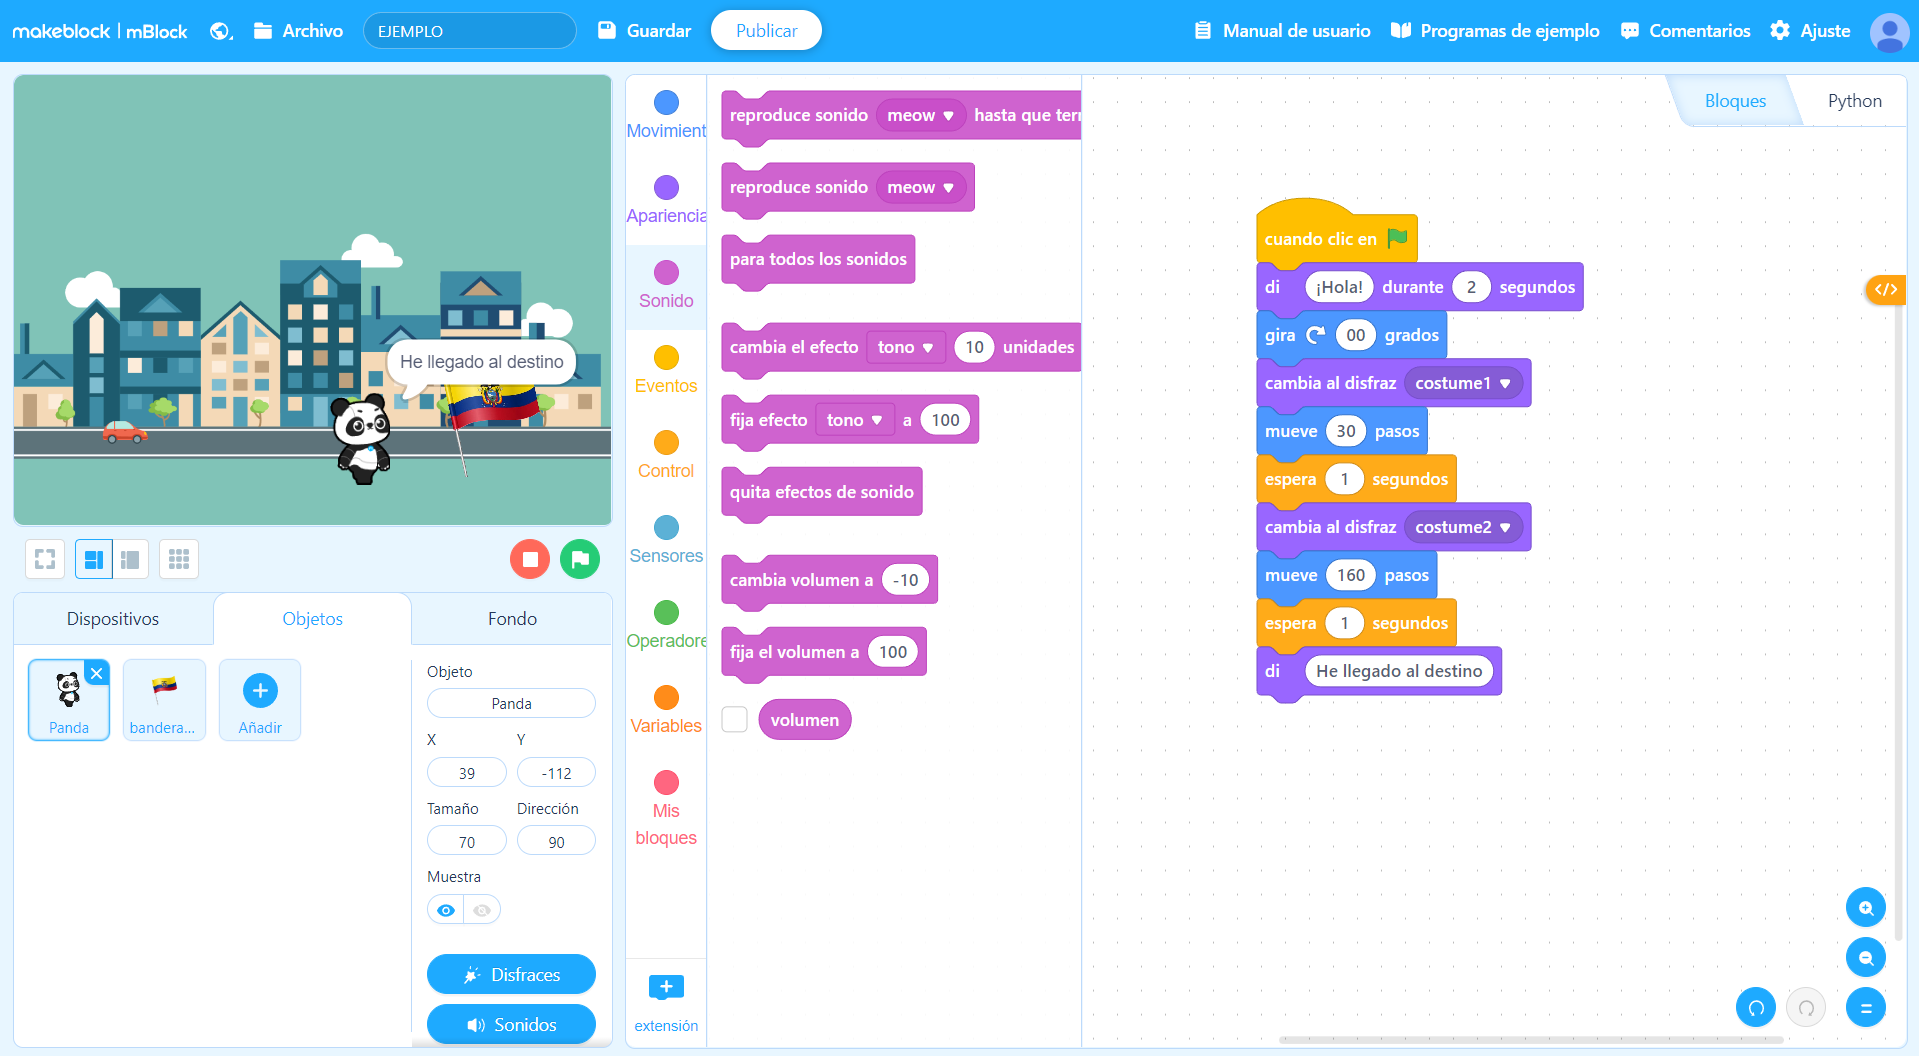 makeblock | mBlock
Archivo
EJEMPLO
Guardar
Publicar
Manual de usuario
Programas de ejemplo
Comentarios
Ajuste
He llegado al destino
Dispositivos
Objetos
Fondo
Panda
bandera...
Añadir
Objeto
Panda
X
Y
39
-112
Tamaño
Dirección
70
90
Muestra
Disfraces
Sonidos
Movimient
Apariencia
Sonido
Eventos
Control
Sensores
Operadore
Variables
Mis
bloques
extensión
reproduce sonido meow hasta que terr
reproduce sonido meow
para todos los sonidos
cambia el efecto tono 10 unidades
fija efecto tono a 100
quita efectos de sonido
cambia volumen a -10
fija el volumen a 100
volumen
Bloques
Python
cuando clic en
di ¡Hola! durante 2 segundos
gira 00 grados
cambia al disfraz costume1
mueve 30 pasos
espera 1 segundos
cambia al disfraz costume2
mueve 160 pasos
espera 1 segundos
di He llegado al destino